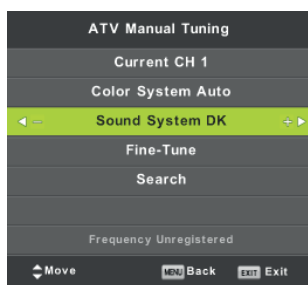 ATV Manual Tuning
Current CH 1
Color System Auto
Sound System DK
Fine-Tune
Search
Frequency Unregistered
Move MENU Back EXIT Exit